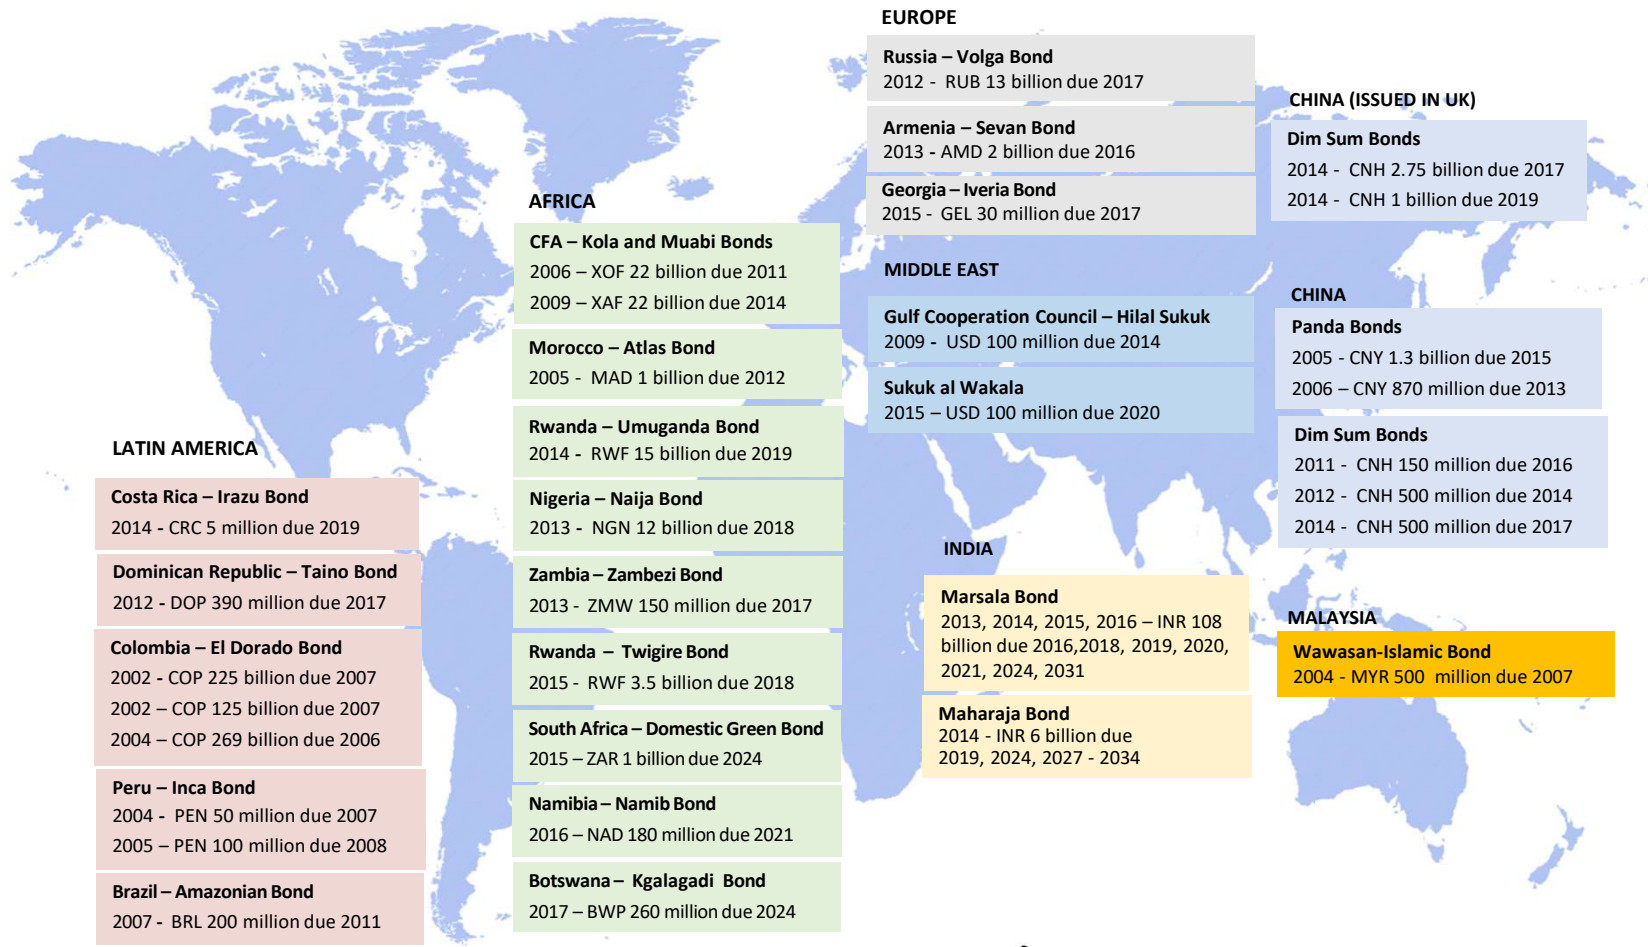 EUROPE
Russia – Volga Bond
2012 - RUB 13 billion due 2017
Armenia – Sevan Bond
2013 - AMD 2 billion due 2016
Georgia – Iveria Bond
2015 - GEL 30 million due 2017
CHINA (ISSUED IN UK)
Dim Sum Bonds
2014 - CNH 2.75 billion due 2017
2014 - CNH 1 billion due 2019
AFRICA
CFA – Kola and Muabi Bonds
2006 – XOF 22 billion due 2011
2009 – XAF 22 billion due 2014
Morocco – Atlas Bond
2005 - MAD 1 billion due 2012
Rwanda – Umuganda Bond
2014 - RWF 15 billion due 2019
Nigeria – Naija Bond
2013 - NGN 12 billion due 2018
Zambia – Zambezi Bond
2013 - ZMW 150 million due 2017
Rwanda – Twigire Bond
2015 - RWF 3.5 billion due 2018
South Africa – Domestic Green Bond
2015 – ZAR 1 billion due 2024
Namibia – Namib Bond
2016 – NAD 180 million due 2021
Botswana – Kgalagadi Bond
2017 – BWP 260 million due 2024
MIDDLE EAST
Gulf Cooperation Council – Hilal Sukuk
2009 - USD 100 million due 2014
Sukuk al Wakala
2015 – USD 100 million due 2020
CHINA
Panda Bonds
2005 - CNY 1.3 billion due 2015
2006 – CNY 870 million due 2013
Dim Sum Bonds
2011 - CNH 150 million due 2016
2012 - CNH 500 million due 2014
2014 - CNH 500 million due 2017
LATIN AMERICA
Costa Rica – Irazu Bond
2014 - CRC 5 million due 2019
Dominican Republic – Taino Bond
2012 - DOP 390 million due 2017
Colombia – El Dorado Bond
2002 - COP 225 billion due 2007
2002 – COP 125 billion due 2007
2004 – COP 269 billion due 2006
Peru – Inca Bond
2004 - PEN 50 million due 2007
2005 – PEN 100 million due 2008
Brazil – Amazonian Bond
2007 - BRL 200 million due 2011
INDIA
Marsala Bond
2013, 2014, 2015, 2016 – INR 108
billion due 2016,2018, 2019, 2020,
2021, 2024, 2031
Maharaja Bond
2014 - INR 6 billion due
2019, 2024, 2027 - 2034
MALAYSIA
Wawasan-Islamic Bond
2004 - MYR 500 million due 2007